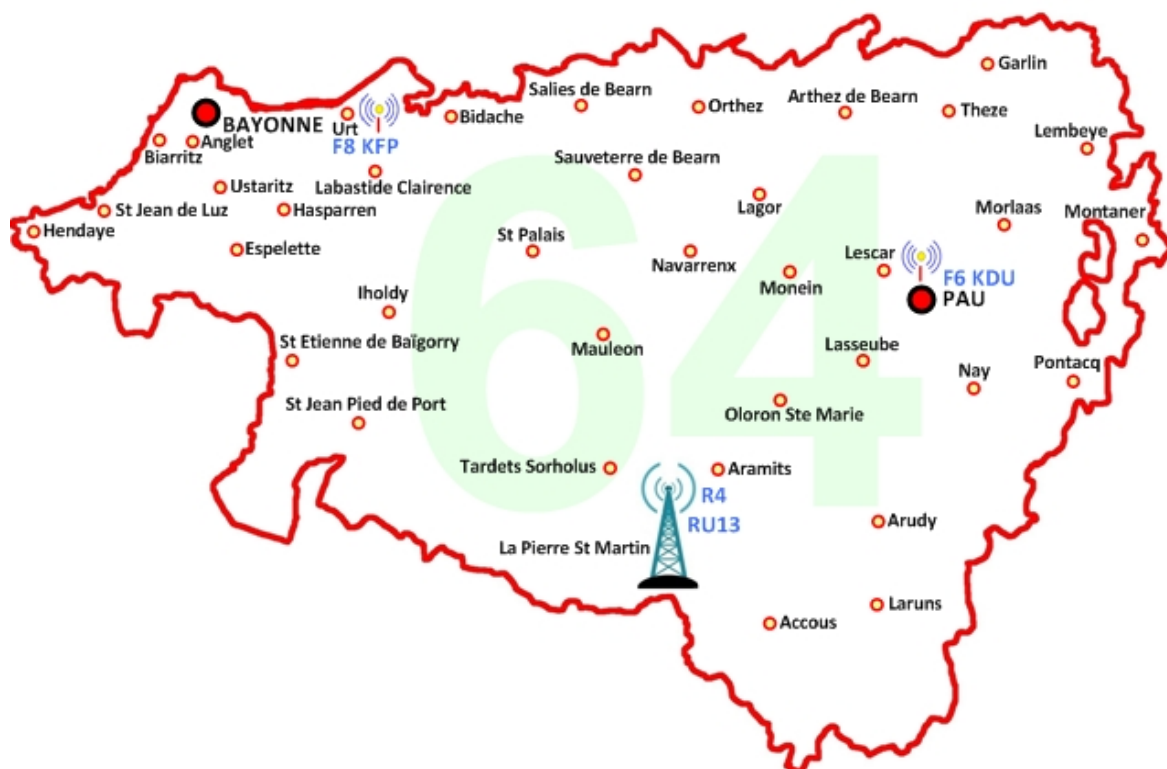 Garlin
Salies de Bearn
Orthez
Arthez de Bearn
Theze
BAYONNE
Urt
F8 KFP
Bidache
Lembeye
Biarritz
Anglet
Sauveterre de Bearn
Ustaritz
Labastide Clairence
St Jean de Luz
Hasparren
Lagor
Morlaas
Montaner
Hendaye
Espelette
St Palais
Navarrenx
Monein
Lescar
F6 KDU
PAU
64
Iholdy
St Etienne de Baïgorry
Mauleon
Lasseube
Nay
Pontacq
St Jean Pied de Port
Oloron Ste Marie
Tardets Sorholus
Aramits
R4
RU13
Arudy
La Pierre St Martin
Laruns
Accous